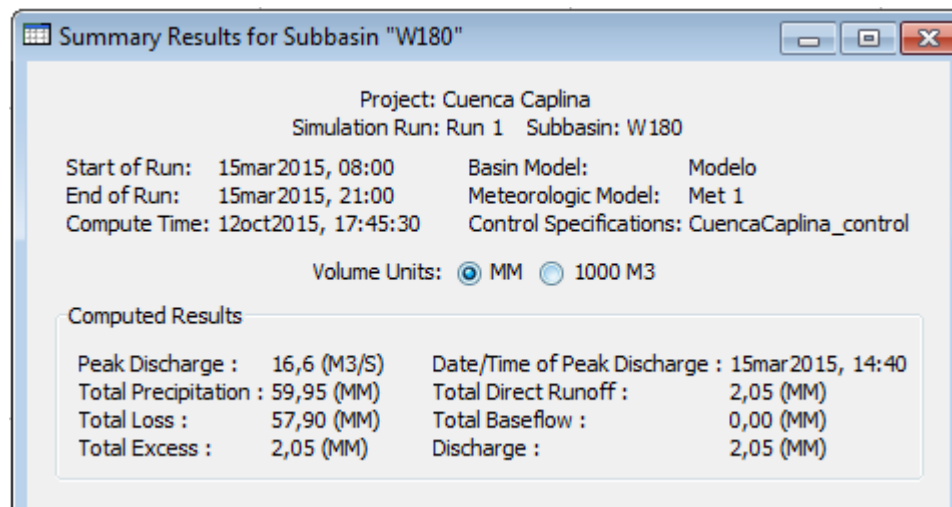 Summary Results for Subbasin "W180"
Project: Cuenca Caplina
Simulation Run: Run 1 Subbasin: W180
Start of Run: 15mar2015, 08:00 Basin Model: Modelo
End of Run: 15mar2015, 21:00 Meteorologic Model: Met 1
Compute Time: 12oct2015, 17:45:30 Control Specifications: CuencaCaplina_control
Volume Units: MM 1000 M3
Computed Results
Peak Discharge : 16,6 (M3/S) Date/Time of Peak Discharge : 15mar2015, 14:40
Total Precipitation : 59,95 (MM) Total Direct Runoff : 2,05 (MM)
Total Loss : 57,90 (MM) Total Baseflow : 0,00 (MM)
Total Excess : 2,05 (MM) Discharge : 2,05 (MM)